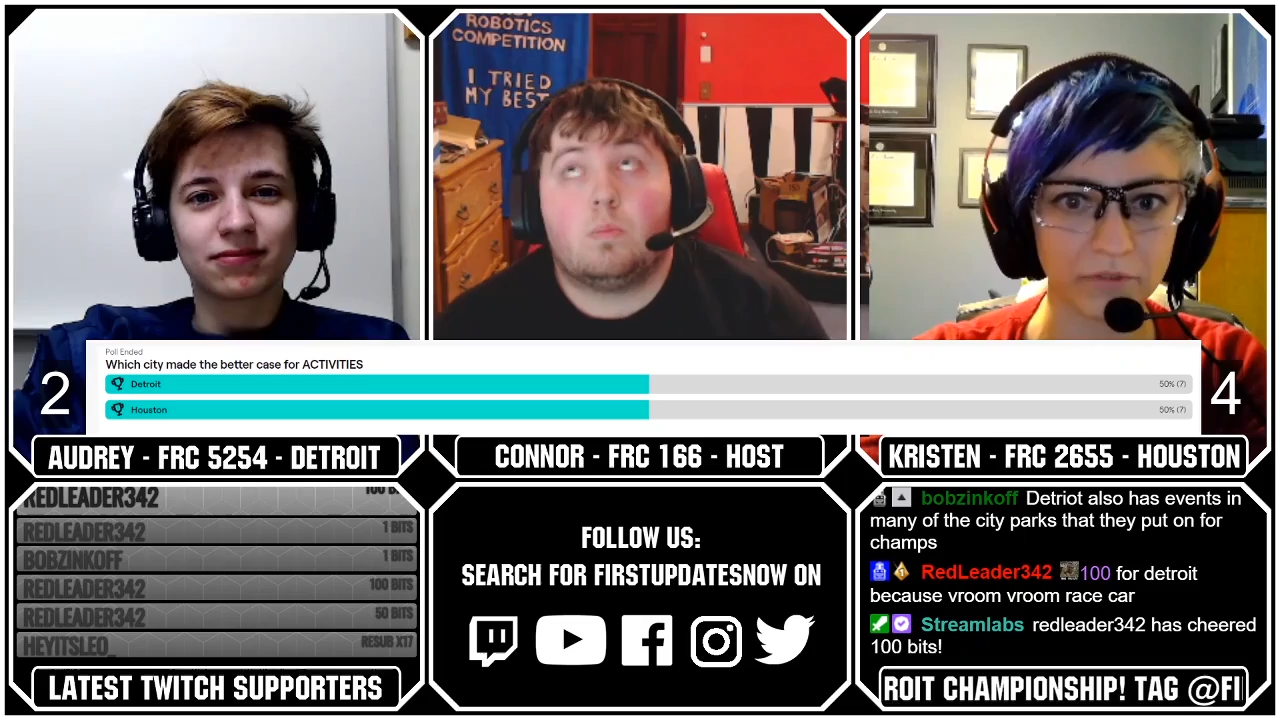 ROBOTICS
COMPETITION
I TRIED
MY BEST
Poll Ended
Which city made the better case for ACTIVITIES
Detroit 50% (7)
Houston 50% (7)
2
4
AUDREY - FRC 5254 - DETROIT
CONNOR - FRC 166 - HOST
KRISTEN - FRC 2655 - HOUSTON
REDLEADER342 100 B
REDLEADER342 1 BITS
BOBZINKOFF 1 BITS
REDLEADER342 100 BITS
REDLEADER342 50 BITS
HEYITSLEO_ RESUB X17
LATEST TWITCH SUPPORTERS
FOLLOW US:
SEARCH FOR FIRSTUPDATESNOW ON
bobzinkoff Detriot also has events in
many of the city parks that they put on for
champs
RedLeader342 100 for detroit
because vroom vroom race car
Streamlabs redleader342 has cheered
100 bits!
ROIT CHAMPIONSHIP! TAG @FI